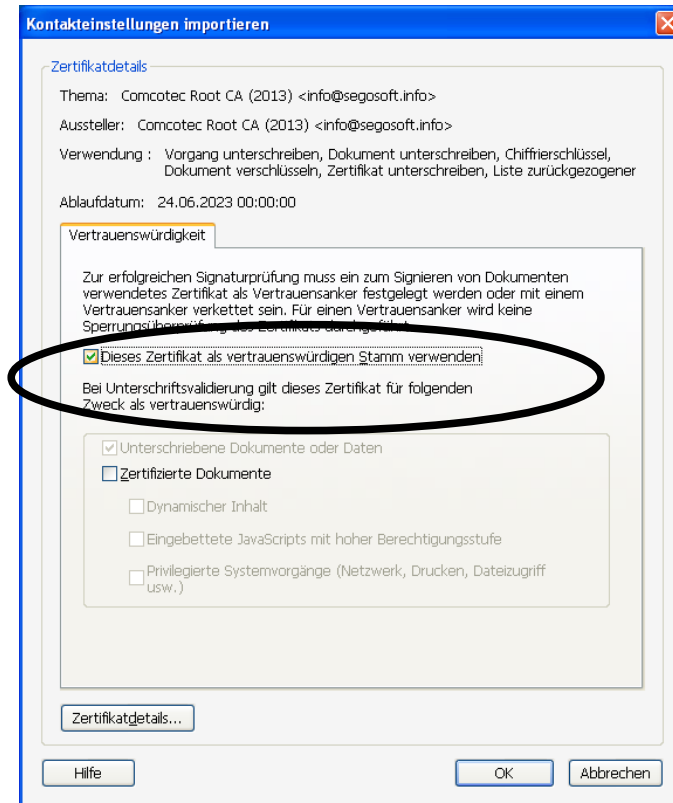 Kontakteinstellungen importieren
Zertifikatdetails
Thema: Comcotec Root CA (2013) <info@segosoft.info>
Aussteller: Comcotec Root CA (2013) <info@segosoft.info>
Verwendung : Vorgang unterschreiben, Dokument unterschreiben, Chiffrierschlüssel,
Dokument verschlüsseln, Zertifikat unterschreiben, Liste zurückgezogener
Ablaufdatum: 24.06.2023 00:00:00
Vertrauenswürdigkeit
Zur erfolgreichen Signaturprüfung muss ein zum Signieren von Dokumenten
verwendetes Zertifikat als Vertrauensanker festgelegt werden oder mit einem
Vertrauensanker verkettet sein. Für einen Vertrauensanker wird keine
Sperrungsüberprüfung des Zertifikats durchgeführt.
Dieses Zertifikat als vertrauenswürdigen Stamm verwenden
Bei Unterschriftsvalidierung gilt dieses Zertifikat für folgenden
Zweck als vertrauenswürdig:
Unterschriebene Dokumente oder Daten
Zertifizierte Dokumente
Dynamischer Inhalt
Eingebettete JavaScripts mit hoher Berechtigungsstufe
Privilegierte Systemvorgänge (Netzwerk, Drucken, Dateizugriff
usw.)
Zertifikatdetails...
Hilfe
OK
Abbrechen